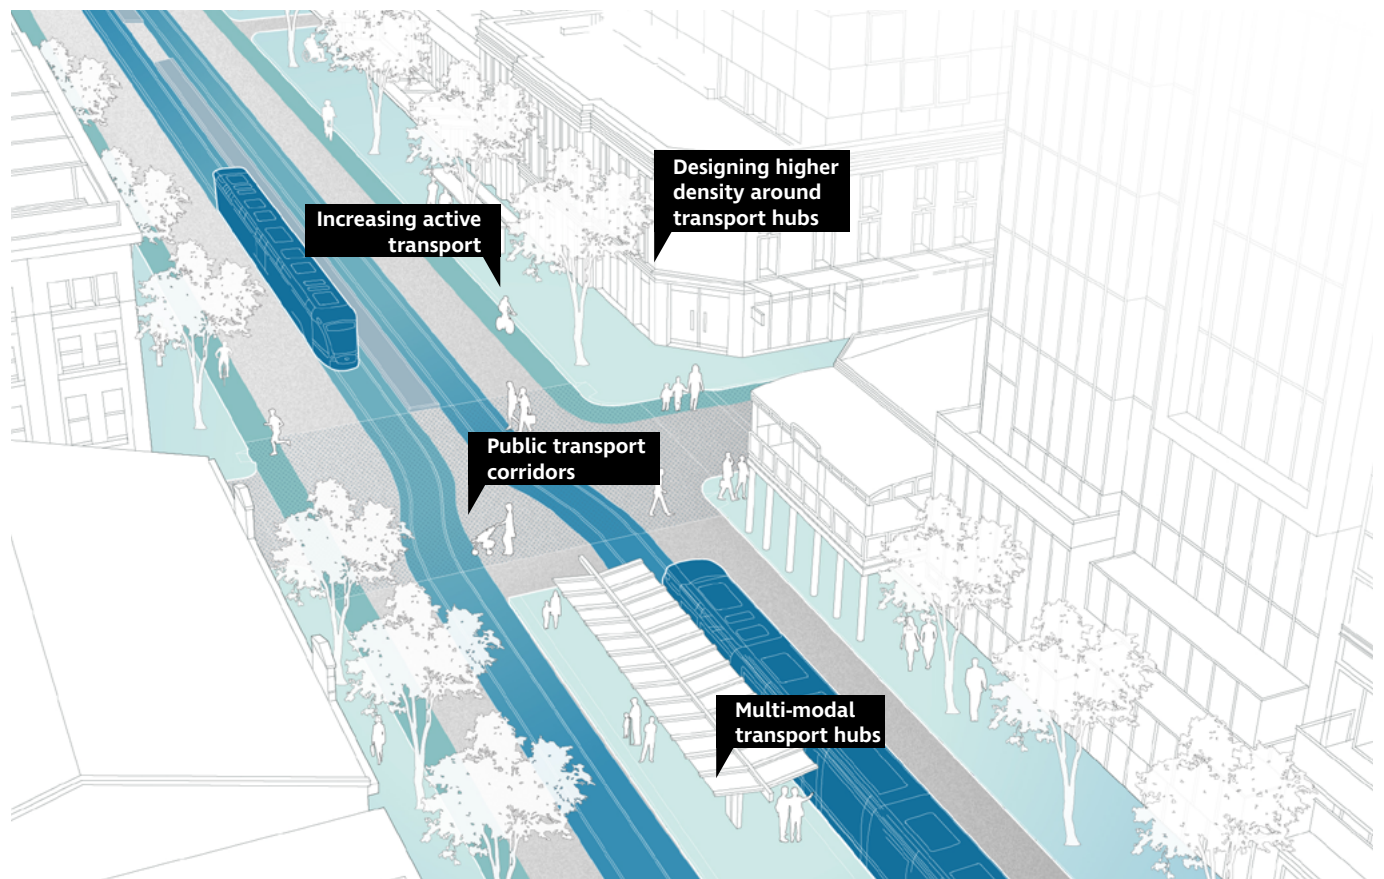 Designing higher
density around
transport hubs
Increasing active
transport
Public transport
corridors
Multi-modal
transport hubs